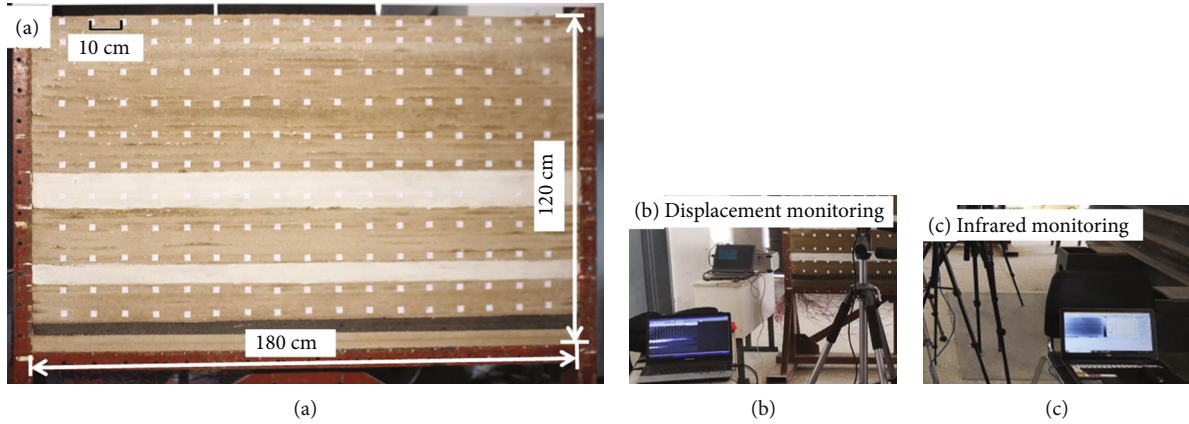 (a)
10 cm
120 cm
180 cm
(b) Displacement monitoring
(c) Infrared monitoring
(a)
(b)
(c)